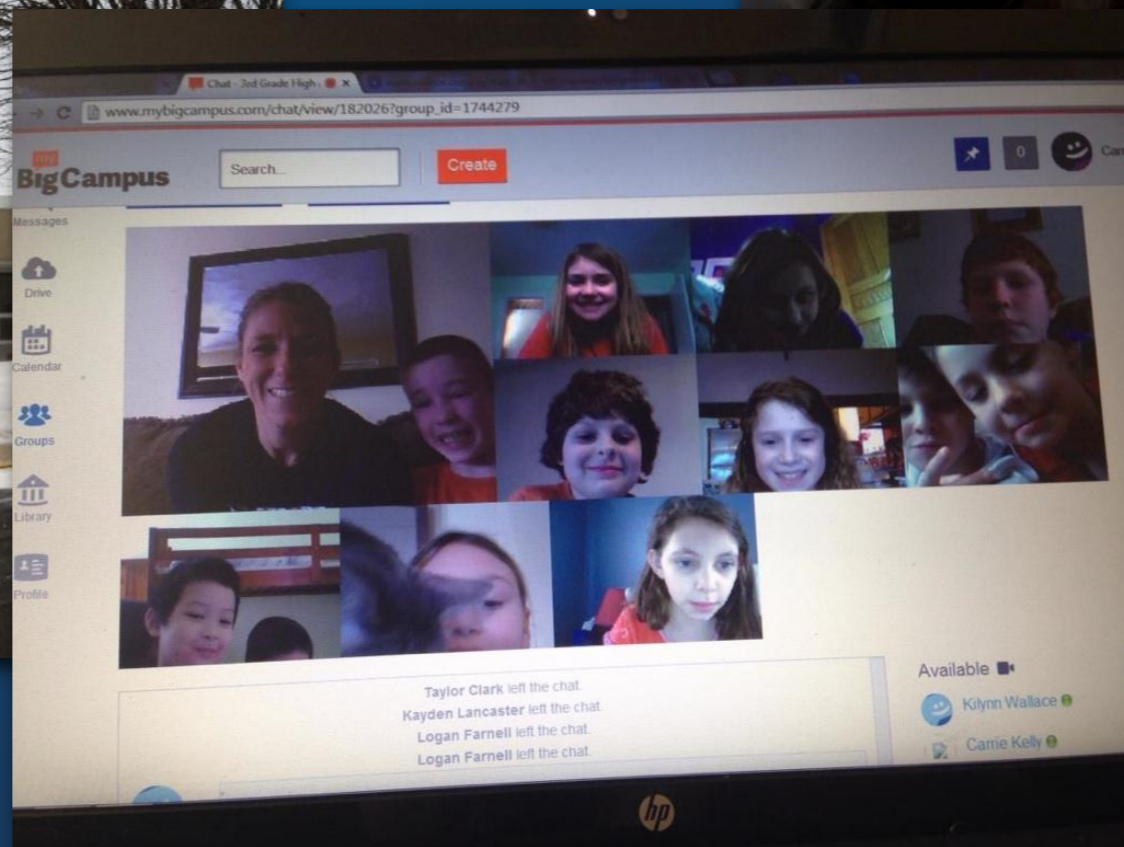 Chat - 3rd Grade High
www.mybigcampus.com/chat/view/182026?group_id=1744279
my
BigCampus
Search...
Create
0
Messages
Drive
Calendar
Groups
Library
Profile
Taylor Clark left the chat.
Kayden Lancaster left the chat.
Logan Farnell left the chat.
Logan Farnell left the chat.
Available
Kilynn Wallace
Carrie Kelly
hp